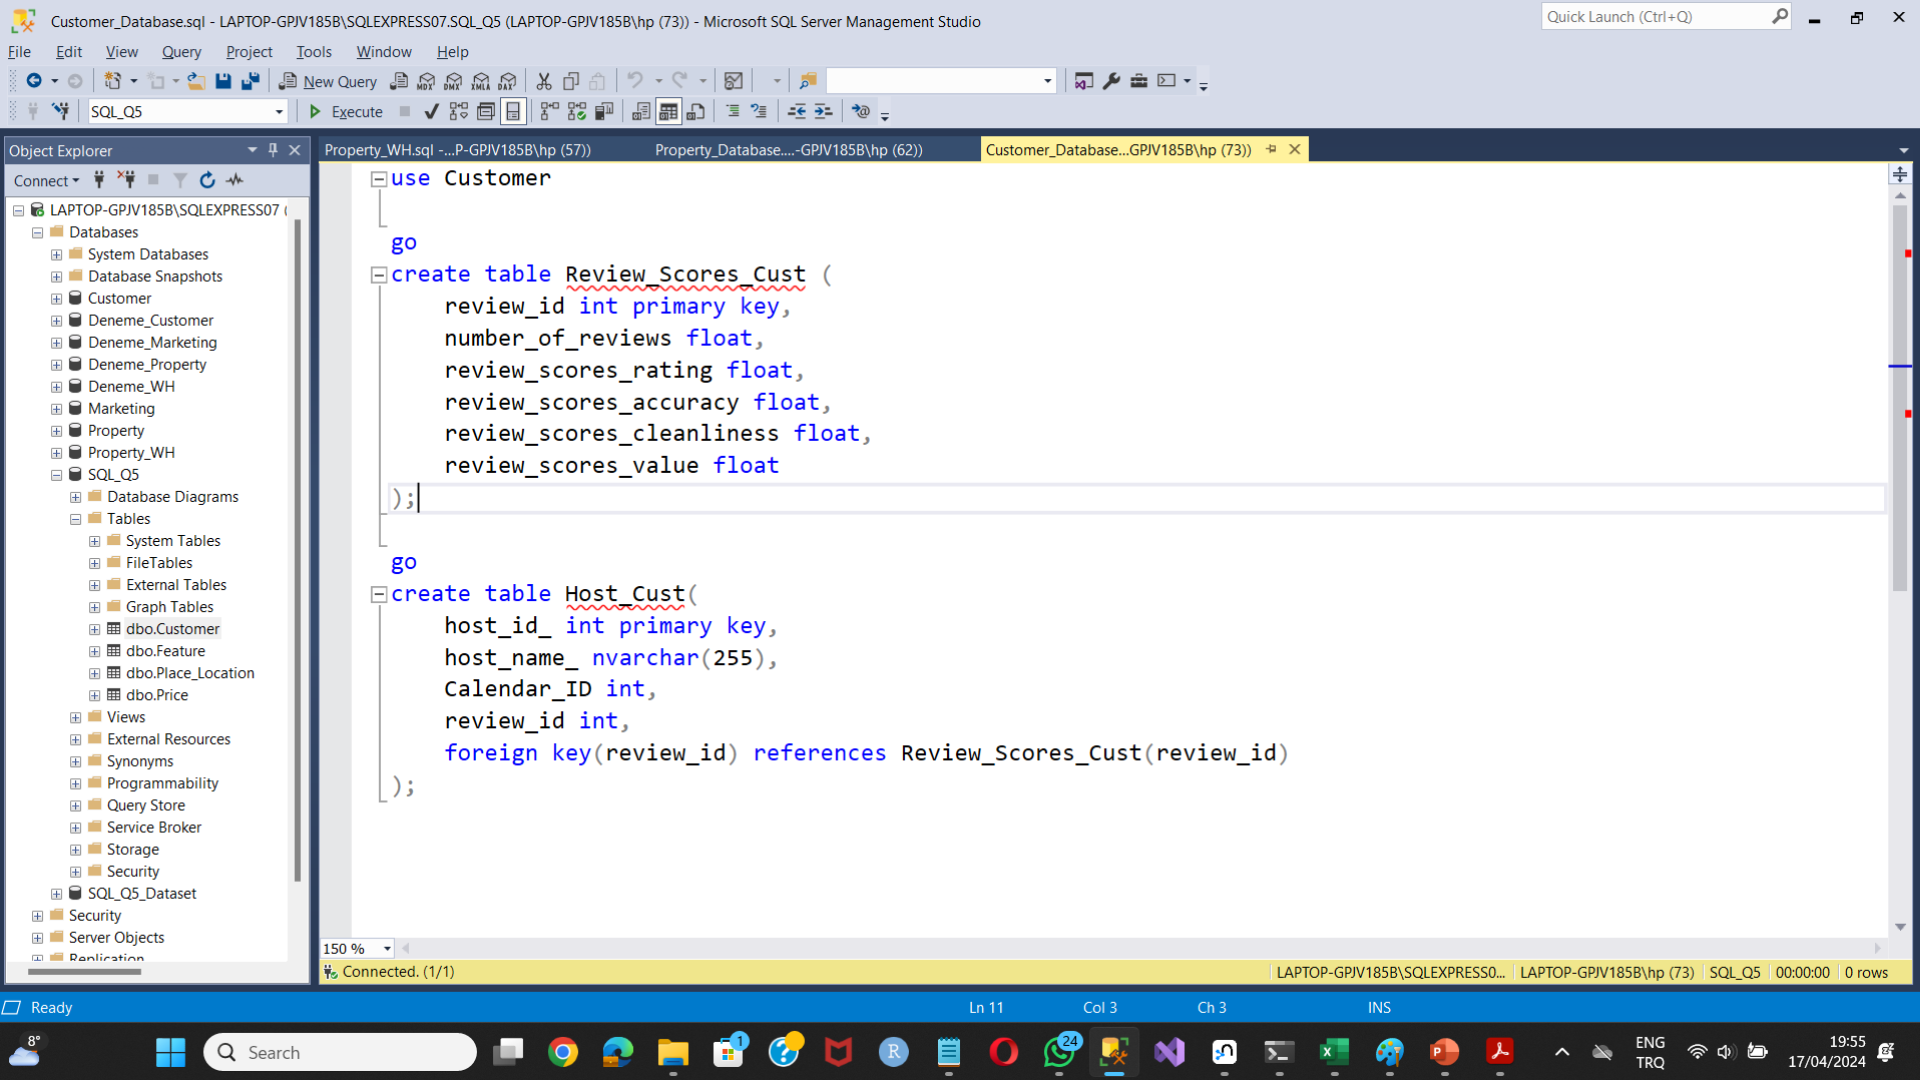 Customer_Database.sql - LAPTOP-GPJV185B\SQLEXPRESS07.SQL_Q5 (LAPTOP-GPJV185B\hp (73)) - Microsoft SQL Server Management Studio
Quick Launch (Ctrl+Q)
File Edit View Query Project Tools Window Help
New Query
MDX DMX XMLA DAX
SQL_Q5
Execute
Object Explorer
Property_WH.sql -...P-GPJV185B\hp (57))
Property_Database....-GPJV185B\hp (62))
Customer_Database...GPJV185B\hp (73))
Connect
LAPTOP-GPJV185B\SQLEXPRESS07 (
Databases
System Databases
Database Snapshots
Customer
Deneme_Customer
Deneme_Marketing
Deneme_Property
Deneme_WH
Marketing
Property
Property_WH
SQL_Q5
Database Diagrams
Tables
System Tables
FileTables
External Tables
Graph Tables
dbo.Customer
dbo.Feature
dbo.Place_Location
dbo.Price
Views
External Resources
Synonyms
Programmability
Query Store
Service Broker
Storage
Security
SQL_Q5_Dataset
Security
Server Objects
Replication
use Customer
go
create table Review_Scores_Cust (
review_id int primary key,
number_of_reviews float,
review_scores_rating float,
review_scores_accuracy float,
review_scores_cleanliness float,
review_scores_value float
);
go
create table Host_Cust(
host_id_ int primary key,
host_name_ nvarchar(255),
Calendar_ID int,
review_id int,
foreign key(review_id) references Review_Scores_Cust(review_id)
);
150 %
Connected. (1/1)
LAPTOP-GPJV185B\SQLEXPRESS0...
LAPTOP-GPJV185B\hp (73)
SQL_Q5
00:00:00
0 rows
Ready
Ln 11
Col 3
Ch 3
INS
8°
Search
1
24
ENG
TRQ
19:55
17/04/2024